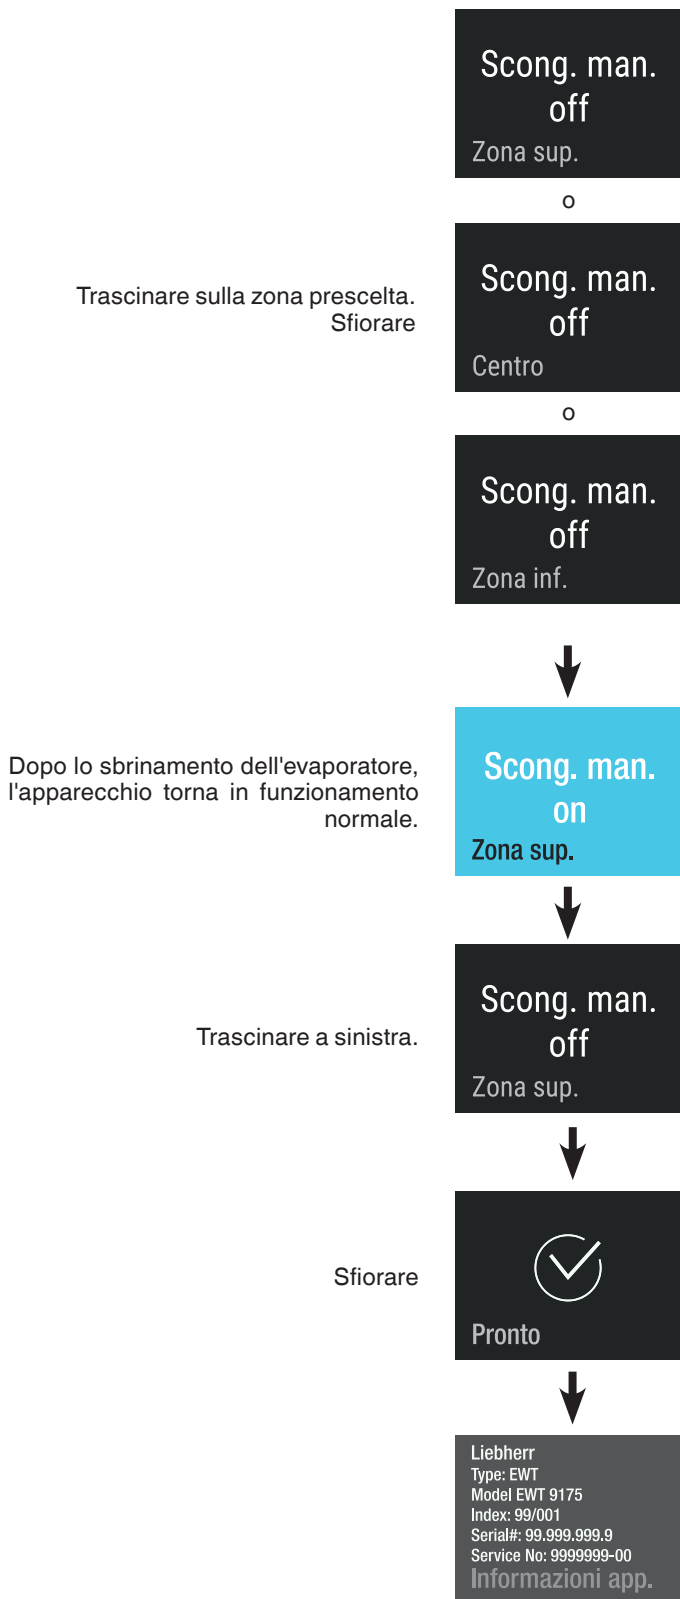 Scong. man.
off
Zona sup.
o
Trascinare sulla zona prescelta.
Sfiorare
Scong. man.
off
Centro
o
Scong. man.
off
Zona inf.
Dopo lo sbrinamento dell'evaporatore,
l'apparecchio torna in funzionamento
normale.
Scong. man.
on
Zona sup.
Trascinare a sinistra.
Scong. man.
off
Zona sup.
Sfiorare
Pronto
Liebherr
Type: EWT
Model EWT 9175
Index: 99/001
Serial#: 99.999.999.9
Service No: 9999999-00
Informazioni app.